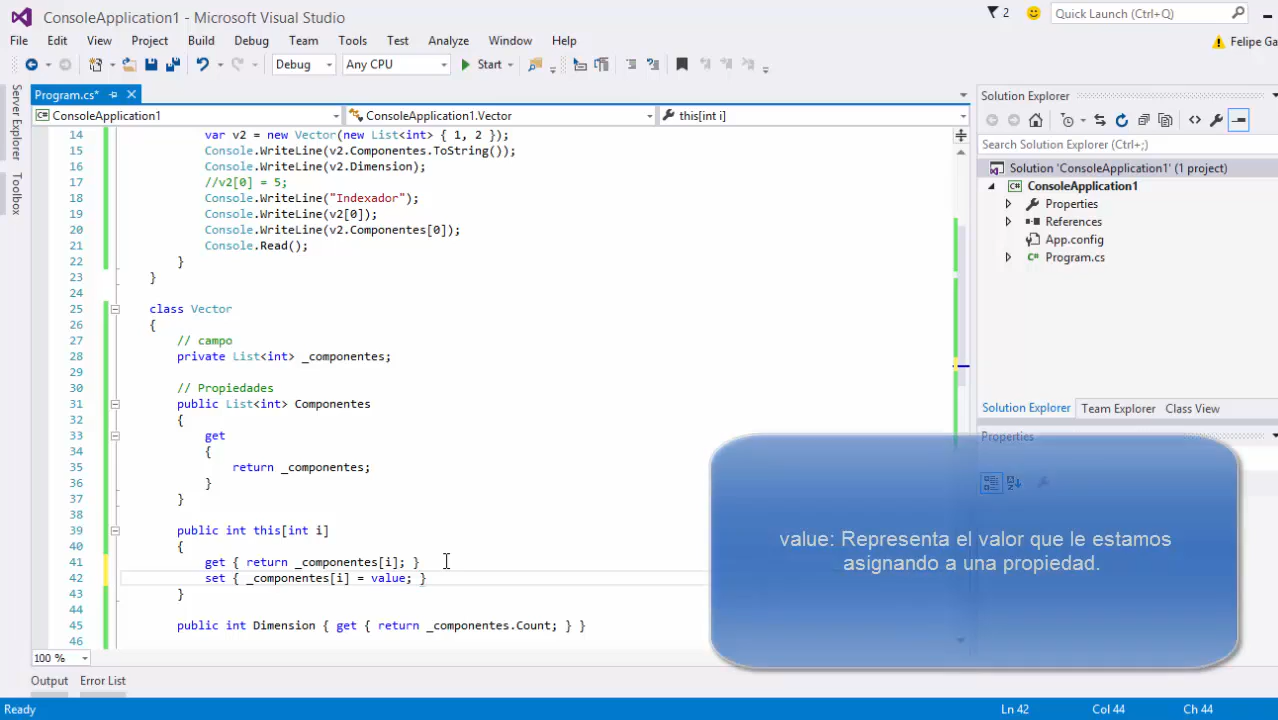 ConsoleApplication1 - Microsoft Visual Studio
2
Quick Launch (Ctrl+Q)
File Edit View Project Build Debug Team Tools Test Analyze Window Help
Felipe Ga
Debug Any CPU Start
Server Explorer
Toolbox
Program.cs*
ConsoleApplication1 ConsoleApplication1.Vector this[int i]
14 var v2 = new Vector(new List<int> { 1, 2 });
15 Console.WriteLine(v2.Componentes.ToString());
16 Console.WriteLine(v2.Dimension);
17 //v2[0] = 5;
18 Console.WriteLine("Indexador");
19 Console.WriteLine(v2[0]);
20 Console.WriteLine(v2.Componentes[0]);
21 Console.Read();
22 }
23 }
24
25 class Vector
26 {
27 // campo
28 private List<int> _componentes;
29
30 // Propiedades
31 public List<int> Componentes
32 {
33 get
34 {
35 return _componentes;
36 }
37 }
38
39 public int this[int i]
40 {
41 get { return _componentes[i]; }
42 set { _componentes[i] = value; }
43 }
44
45 public int Dimension { get { return _componentes.Count; } }
46
100 %
Solution Explorer
Search Solution Explorer (Ctrl+;)
Solution 'ConsoleApplication1' (1 project)
ConsoleApplication1
Properties
References
App.config
Program.cs
Solution Explorer Team Explorer Class View
Properties
value: Representa el valor que le estamos
asignando a una propiedad.
Output Error List
Ready Ln 42 Col 44 Ch 44